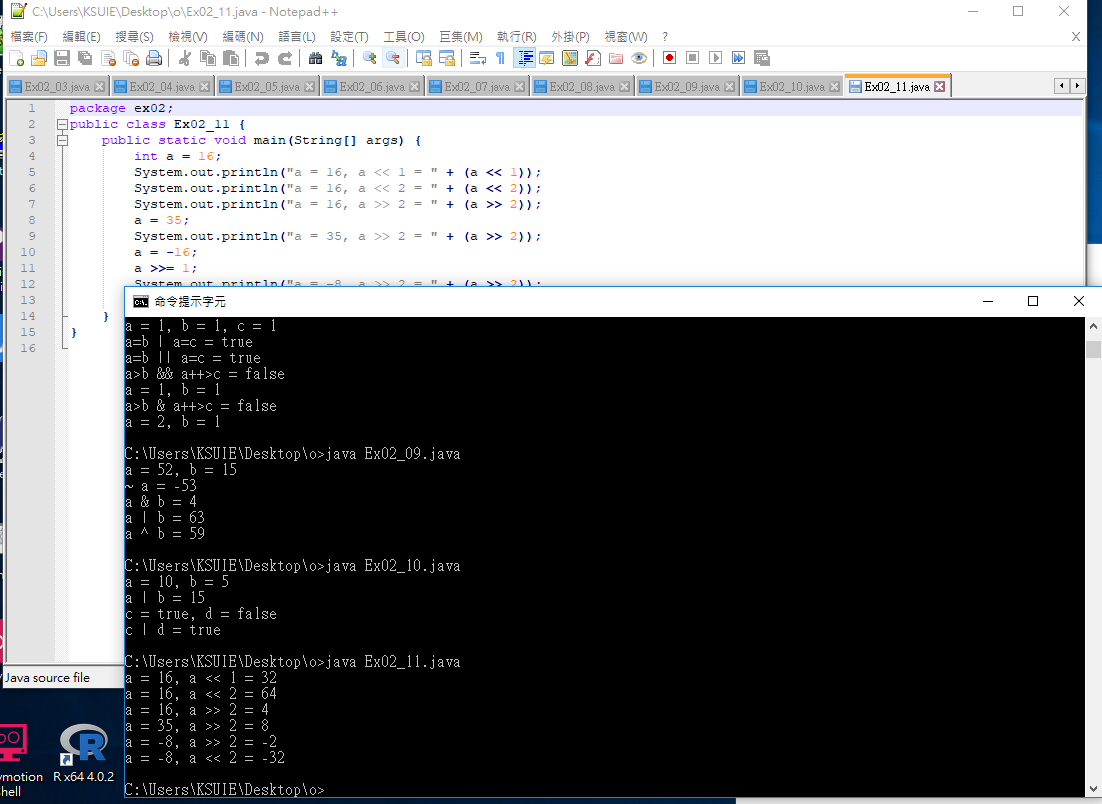 C:\Users\KSUIE\Desktop\o\Ex02_11.java - Notepad++
檔案(F) 編輯(E) 搜尋(S) 檢視(V) 編碼(N) 語言(L) 設定(T) 工具(O) 巨集(M) 執行(R) 外掛(P) 視窗(W) ? X
Ex02_03.java Ex02_04.java Ex02_05.java Ex02_06.java Ex02_07.java Ex02_08.java Ex02_09.java Ex02_10.java Ex02_11.java
1 package ex02;
2 public class Ex02_11 {
3 public static void main(String[] args) {
4 int a = 16;
5 System.out.println("a = 16, a << 1 = " + (a << 1));
6 System.out.println("a = 16, a << 2 = " + (a << 2));
7 System.out.println("a = 16, a >> 2 = " + (a >> 2));
8 a = 35;
9 System.out.println("a = 35, a >> 2 = " + (a >> 2));
10 a = -16;
11 a >>= 1;
12 System.out.println("a = -8, a >> 2 = " + (a >> 2));
13
14 }
15 }
16
命令提示字元
a = 1, b = 1, c = 1
a=b | a=c = true
a=b || a=c = true
a>b && a++>c = false
a = 1, b = 1
a>b & a++>c = false
a = 2, b = 1
C:\Users\KSUIE\Desktop\o>java Ex02_09.java
a = 52, b = 15
~ a = -53
a & b = 4
a | b = 63
a ^ b = 59
C:\Users\KSUIE\Desktop\o>java Ex02_10.java
a = 10, b = 5
a | b = 15
c = true, d = false
c | d = true
C:\Users\KSUIE\Desktop\o>java Ex02_11.java
a = 16, a << 1 = 32
a = 16, a << 2 = 64
a = 16, a >> 2 = 4
a = 35, a >> 2 = 8
a = -8, a >> 2 = -2
a = -8, a << 2 = -32
C:\Users\KSUIE\Desktop\o>
Java source file
ymotion
hell
R x64 4.0.2